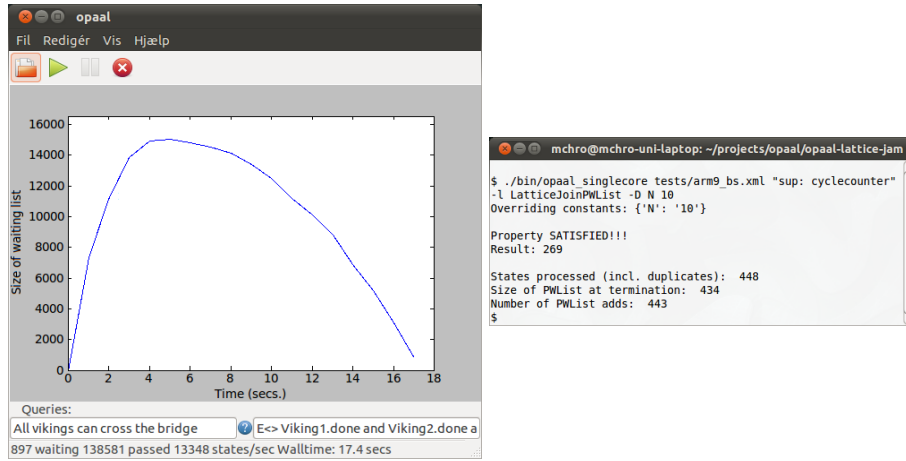 opaal
Fil Redigér Vis Hjælp
16000
14000
12000
10000
8000
6000
4000
2000
0
Size of waiting list
0 2 4 6 8 10 12 14 16 18
Time (secs.)
Queries:
All vikings can cross the bridge
E<> Viking1.done and Viking2.done a
897 waiting 138581 passed 13348 states/sec Walltime: 17.4 secs
mchro@mchro-uni-laptop: ~/projects/opaal/opaal-lattice-jam
$ ./bin/opaal_singlecore tests/arm9_bs.xml "sup: cyclecounter"
-l LatticeJoinPWList -D N 10
Overriding constants: {'N': '10'}
Property SATISFIED!!!
Result: 269
States processed (incl. duplicates): 448
Size of PWList at termination: 434
Number of PWList adds: 443
$